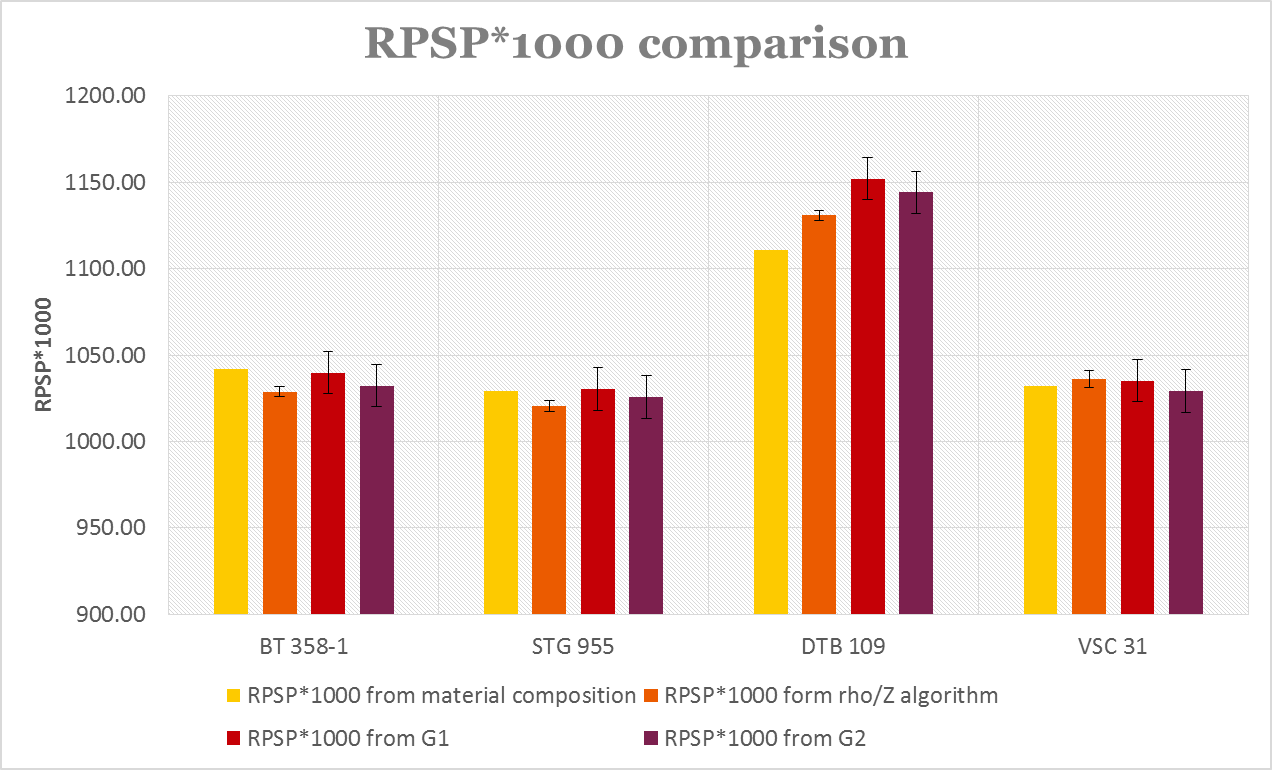 RPSP*1000 comparison
1200.00
1150.00
1100.00
1050.00
1000.00
950.00
900.00
RPSP*1000
BT 358-1 STG 955 DTB 109 VSC 31
RPSP*1000 from material composition RPSP*1000 form rho/Z algorithm
RPSP*1000 from G1 RPSP*1000 from G2